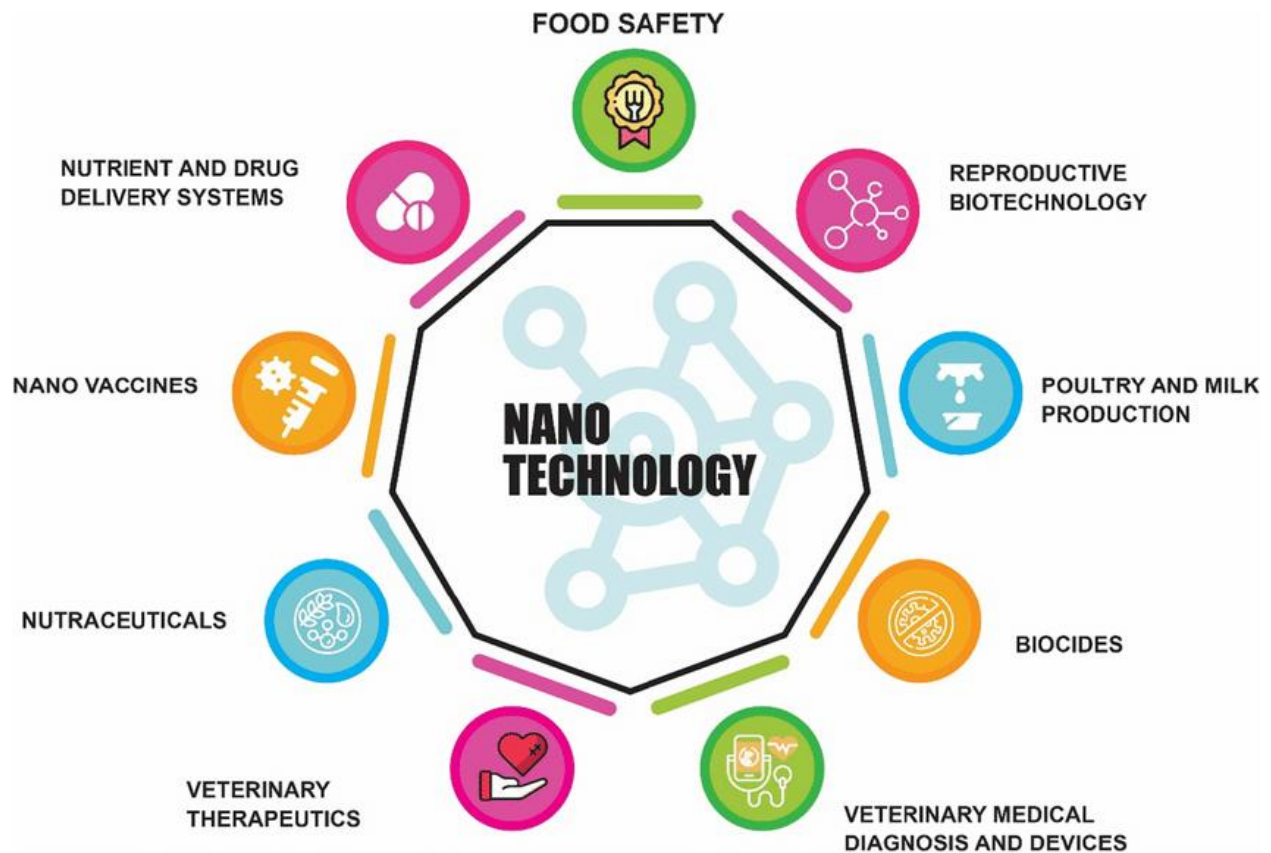 FOOD SAFETY
NUTRIENT AND DRUG
DELIVERY SYSTEMS
REPRODUCTIVE
BIOTECHNOLOGY
NANO VACCINES
POULTRY AND MILK
PRODUCTION
NANO
TECHNOLOGY
NUTRACEUTICALS
BIOCIDES
VETERINARY
THERAPEUTICS
VETERINARY MEDICAL
DIAGNOSIS AND DEVICES